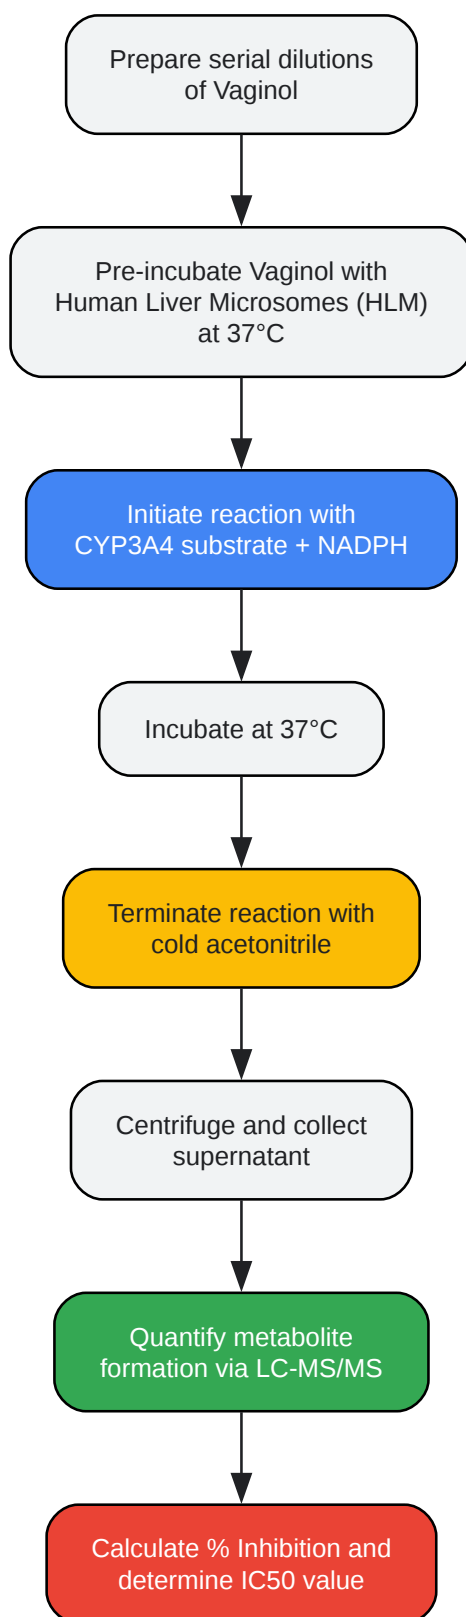 Prepare serial dilutions
of Vaginol
Pre-incubate Vaginol with
Human Liver Microsomes (HLM)
at 37°C
Initiate reaction with
CYP3A4 substrate + NADPH
Incubate at 37°C
Terminate reaction with
cold acetonitrile
Centrifuge and collect
supernatant
Quantify metabolite
formation via LC-MS/MS
Calculate % Inhibition and
determine IC50 value